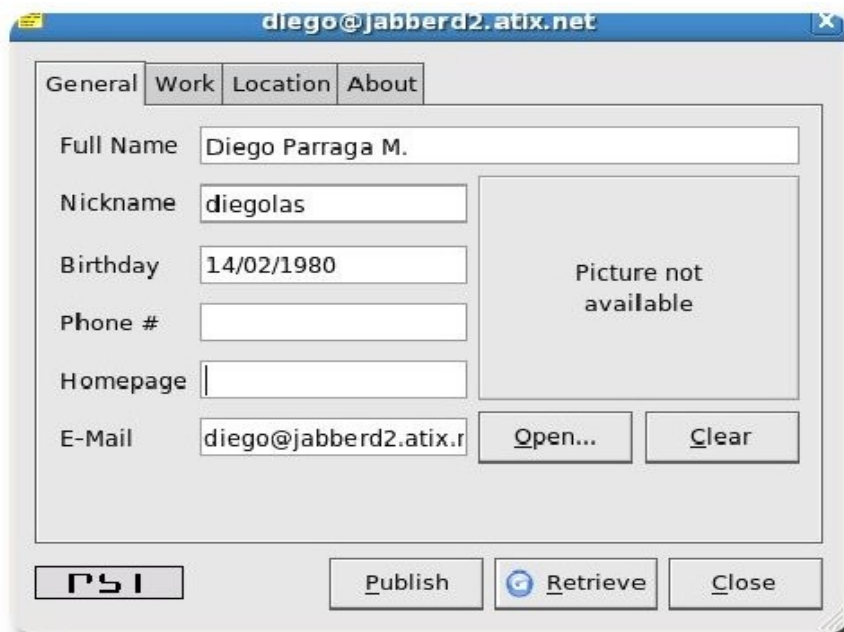 diego@jabberd2.atix.net
General Work Location About
Full Name Diego Parraga M.
Nickname diegolas
Birthday 14/02/1980
Picture not
available
Phone #
Homepage
E-Mail diego@jabberd2.atix.r
Open... Clear
PSI Publish Retrieve Close